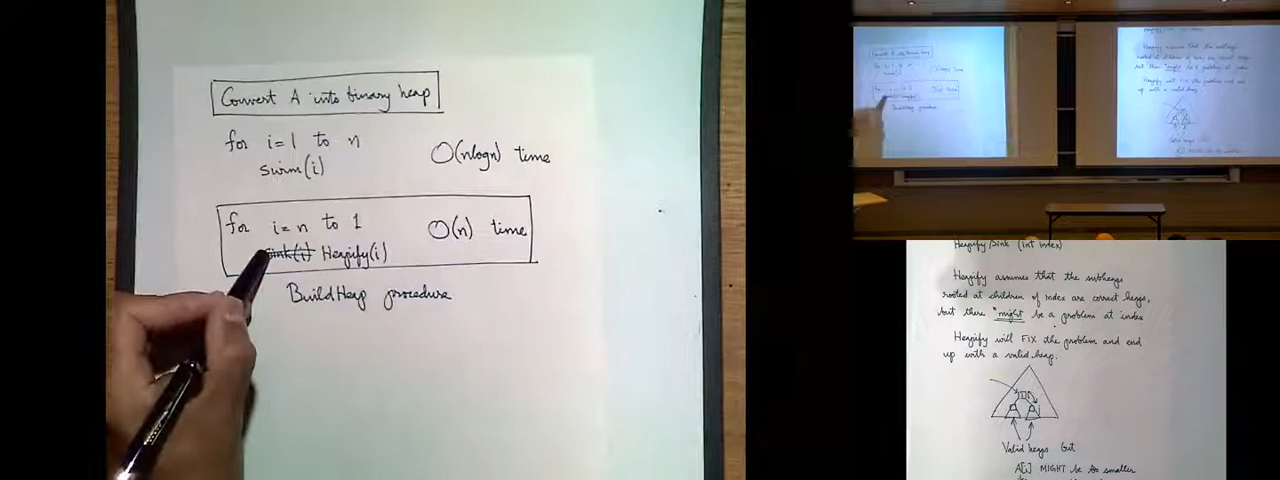 Convert A into binary heap
for i=1 to n
swim(i)
O(nlogn) time
for i= n to 1
sink(i) Heapify(i)
O(n) time
BuildHeap procedure
Heapify/Sink (int index)
Heapify assumes that the subheaps
rooted at children of index are correct heaps,
but there "might be a problem at index
Heapify will FIX the problem and end
up with a valid heap.
Valid heaps but
A[i] MIGHT be smaller